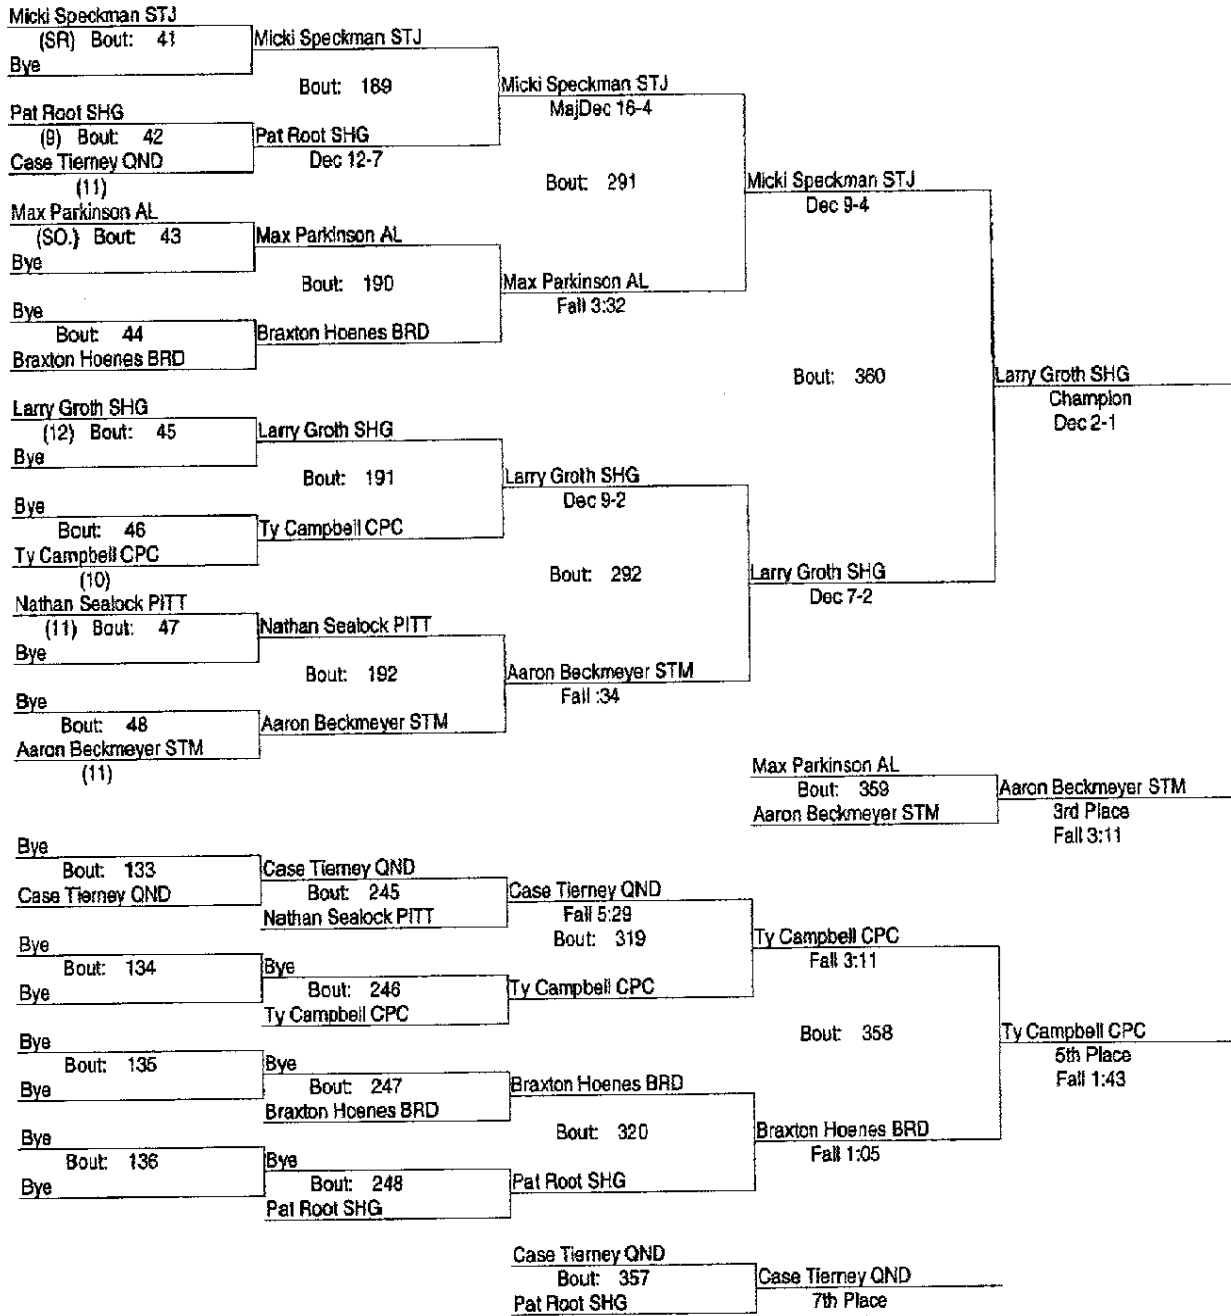 Micki Speckman STJ
(SR) Bout: 41
Bye
Micki Speckman STJ
Bout: 189
Pat Root SHG
(9) Bout: 42
Case Tierney QND
(11)
Pat Root SHG
Dec 12-7
Micki Speckman STJ
MajDec 16-4
Bout: 291
Max Parkinson AL
(SO.) Bout: 43
Bye
Max Parkinson AL
Bout: 190
Bye
Bout: 44
Braxton Hoenes BRD
Braxton Hoenes BRD
Max Parkinson AL
Fall 3:32
Micki Speckman STJ
Dec 9-4
Bout: 360
Larry Groth SHG
Champion
Dec 2-1
Larry Groth SHG
(12) Bout: 45
Bye
Larry Groth SHG
Bout: 191
Bye
Bout: 46
Ty Campbell CPC
(10)
Ty Campbell CPC
Larry Groth SHG
Dec 9-2
Bout: 292
Nathan Sealock PITT
(11) Bout: 47
Bye
Nathan Sealock PITT
Bout: 192
Bye
Bout: 48
Aaron Beckmeyer STM
(11)
Aaron Beckmeyer STM
Aaron Beckmeyer STM
Fall :34
Larry Groth SHG
Dec 7-2
Max Parkinson AL
Bout: 359
Aaron Beckmeyer STM
Aaron Beckmeyer STM
3rd Place
Fall 3:11
Bye
Bout: 133
Case Tierney QND
Case Tierney QND
Bout: 245
Nathan Sealock PITT
Case Tierney QND
Fall 5:29
Bout: 319
Bye
Bout: 134
Bye
Bye
Bout: 246
Ty Campbell CPC
Ty Campbell CPC
Ty Campbell CPC
Fall 3:11
Bout: 358
Ty Campbell CPC
5th Place
Fall 1:43
Bye
Bout: 135
Bye
Bye
Bout: 247
Braxton Hoenes BRD
Braxton Hoenes BRD
Bout: 320
Bye
Bout: 136
Bye
Bye
Bout: 248
Pat Root SHG
Pat Root SHG
Braxton Hoenes BRD
Fall 1:05
Case Tierney QND
Bout: 357
Pat Root SHG
Case Tierney QND
7th Place